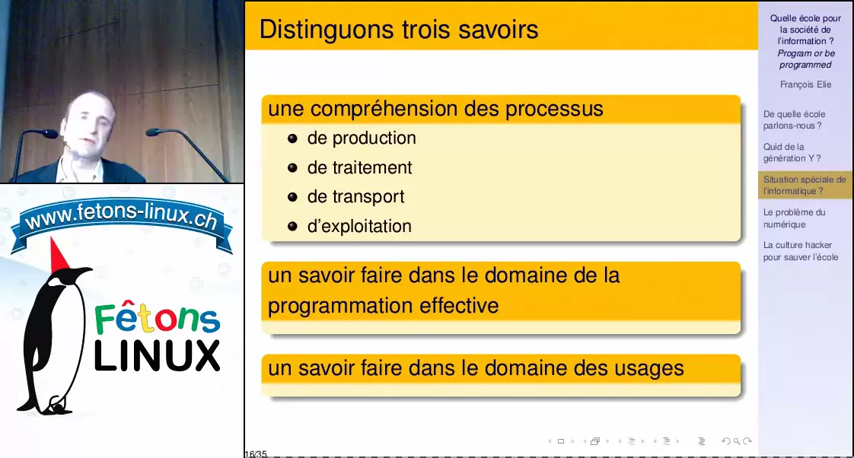 Distinguons trois savoirs
une compréhension des processus
de production
de traitement
de transport
d'exploitation
un savoir faire dans le domaine de la
programmation effective
un savoir faire dans le domaine des usages
Quelle école pour
la société de
l'information ?
Program or be
programmed
François Elie
De quelle école
parlons-nous ?
Quid de la
génération Y ?
Situation spéciale de
l'informatique ?
Le problème du
numérique
La culture hacker
pour sauver l'école
www.fetons-linux.ch
Fêtons
LINUX
16/35